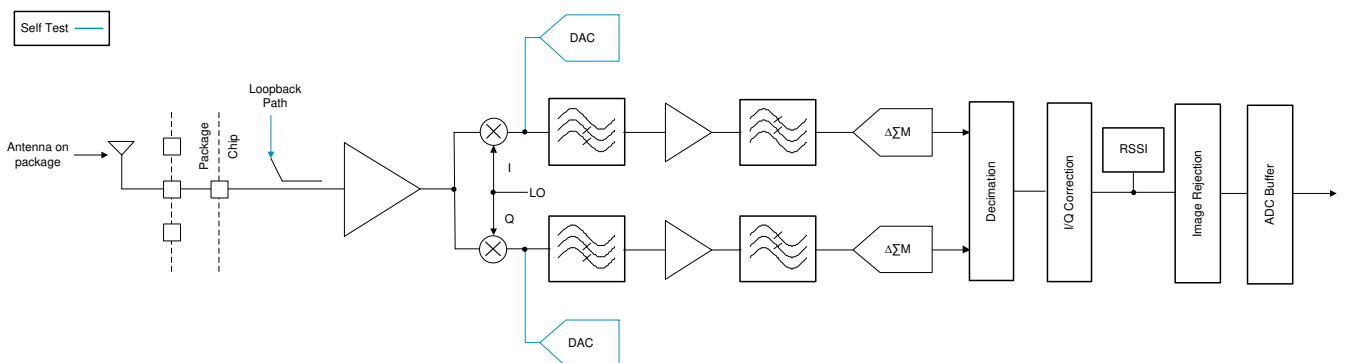 Self Test
DAC
Loopback
Path
Antenna on
package
Package
Chip
I
LO
Q
ΔΣM
ΔΣM
Decimation
I/Q Correction
RSSI
Image Rejection
ADC Buffer
DAC